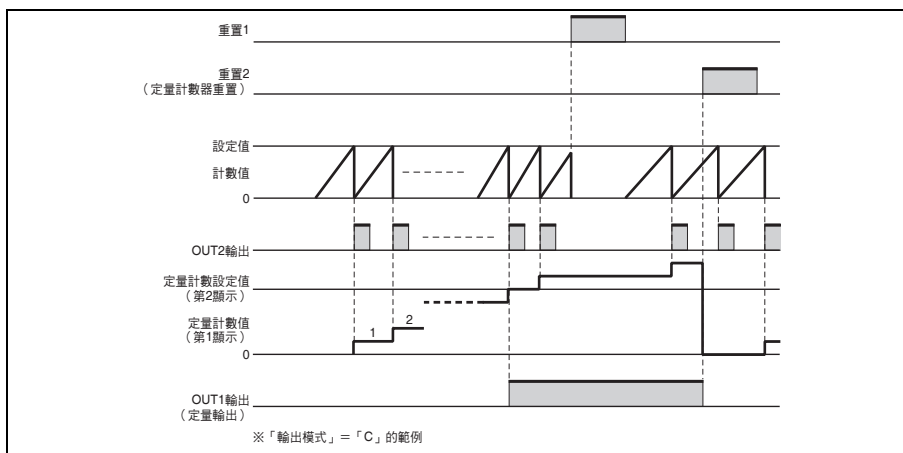 重置1
重置2
（定量計數器重置）
設定值
計數值
0
OUT2輸出
定量計數設定值
（第2顯示）
定量計數值
（第1顯示）
1
2
0
OUT1輸出
（定量輸出）
※「輸出模式」＝「C」的範例